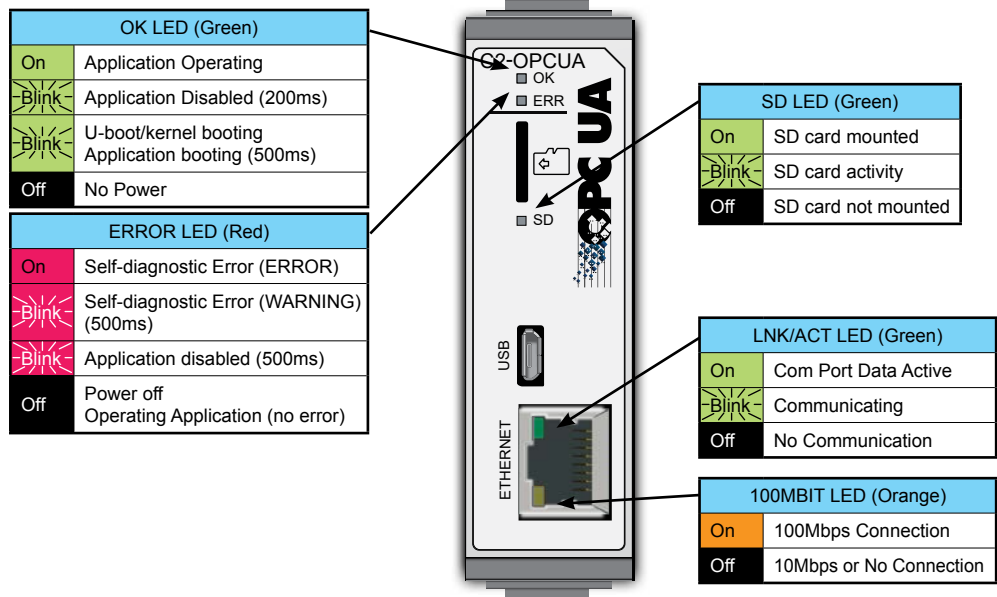 OK LED (Green)
On Application Operating
Blink Application Disabled (200ms)
Blink U-boot/kernel booting
Application booting (500ms)
Off No Power
ERROR LED (Red)
On Self-diagnostic Error (ERROR)
Blink Self-diagnostic Error (WARNING)
(500ms)
Blink Application disabled (500ms)
Off Power off
Operating Application (no error)
C2-OPCUA
OK
ERR
SD
OPC UA
USB
ETHERNET
SD LED (Green)
On SD card mounted
Blink SD card activity
Off SD card not mounted
LNK/ACT LED (Green)
On Com Port Data Active
Blink Communicating
Off No Communication
100MBIT LED (Orange)
On 100Mbps Connection
Off 10Mbps or No Connection